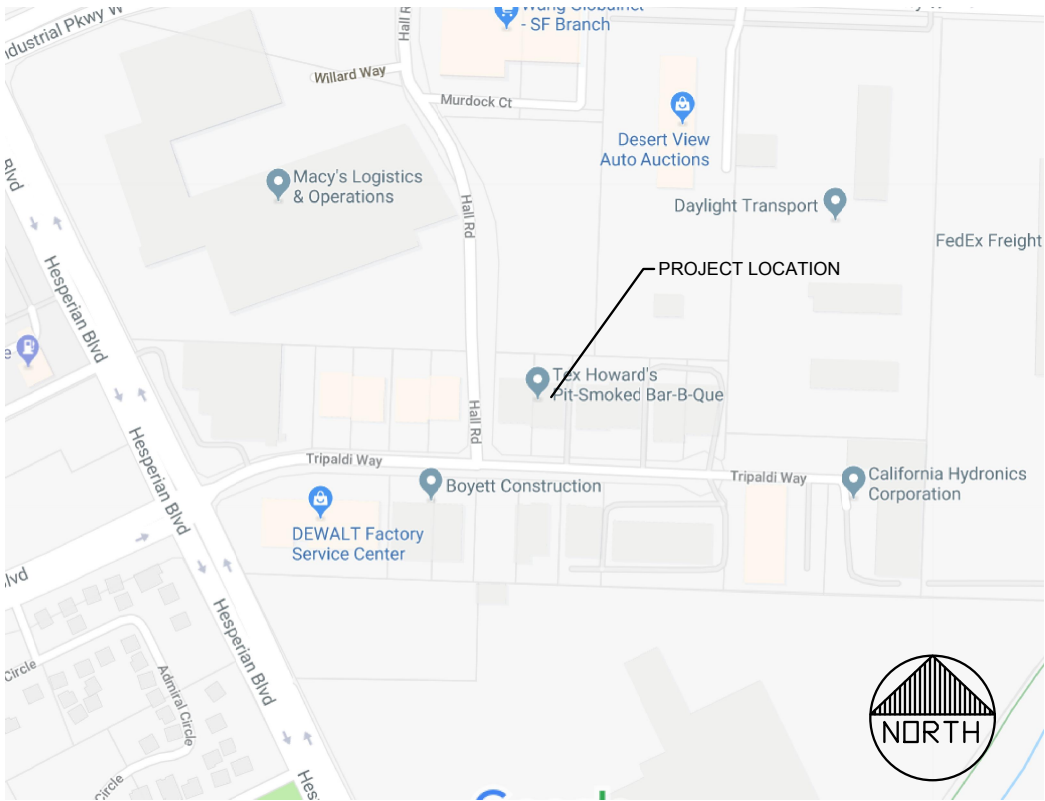 Industrial Pkwy W
Hall R
- SF Branch
Willard Way
Murdock Ct
Desert View
Auto Auctions
Blvd
Macy's Logistics
& Operations
Hall Rd
Daylight Transport
FedEx Freight
Hesperian Blvd
PROJECT LOCATION
e
Tex Howard's
Pit-Smoked Bar-B-Que
Hall Rd
Tripaldi Way
Tripaldi Way
California Hydronics
Corporation
Boyett Construction
Hesperian Blvd
DEWALT Factory
Service Center
lvd
Hesperian Blvd
Circle
Admiral Circle
NORTH
Circle
Hes